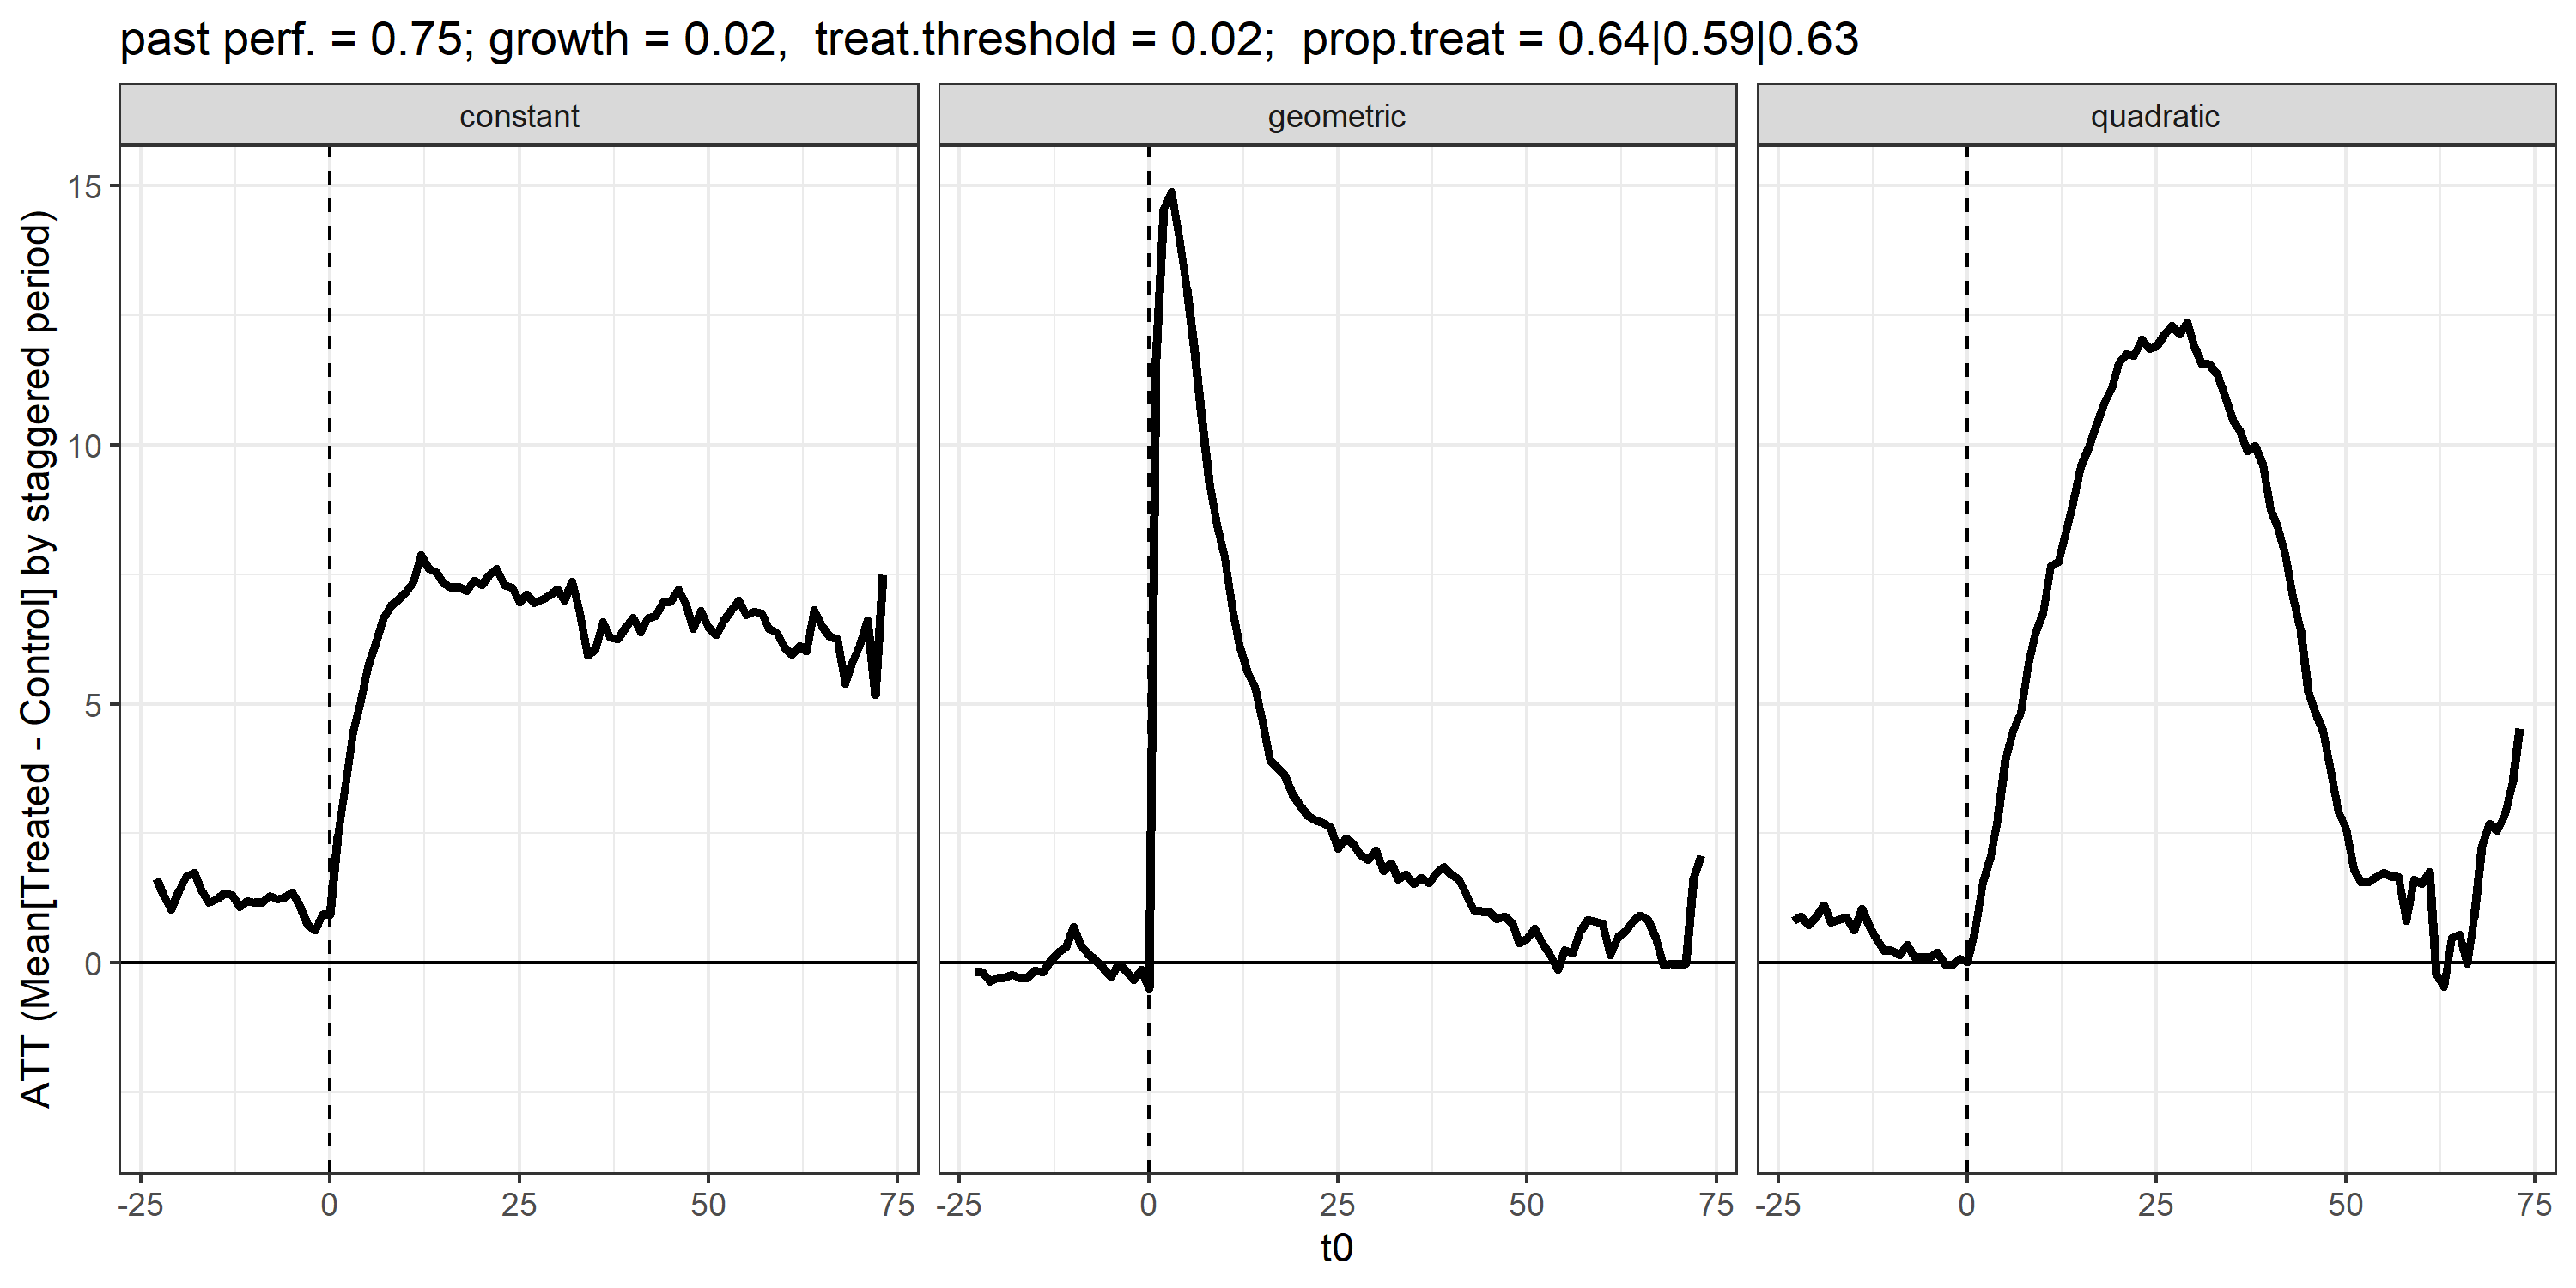 past perf. = 0.75; growth = 0.02,  treat.threshold = 0.02;  prop.treat = 0.64|0.59|0.63
constant
geometric
quadratic
ATT (Mean[Treated - Control] by staggered period)
15
10
5
0
-25 0 25 50 75
-25 0 25 50 75
-25 0 25 50 75
t0